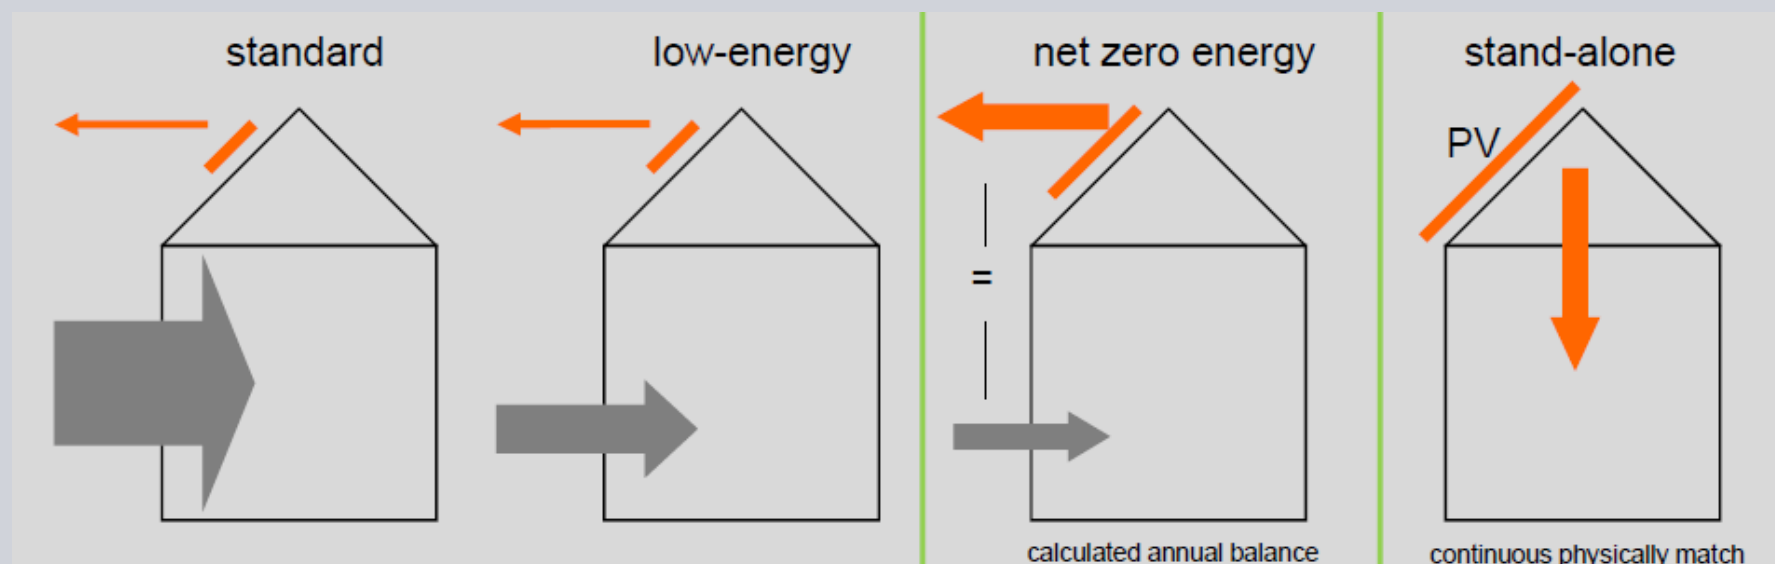 standard
low-energy
net zero energy
stand-alone
PV
=
calculated annual balance
continuous physically match